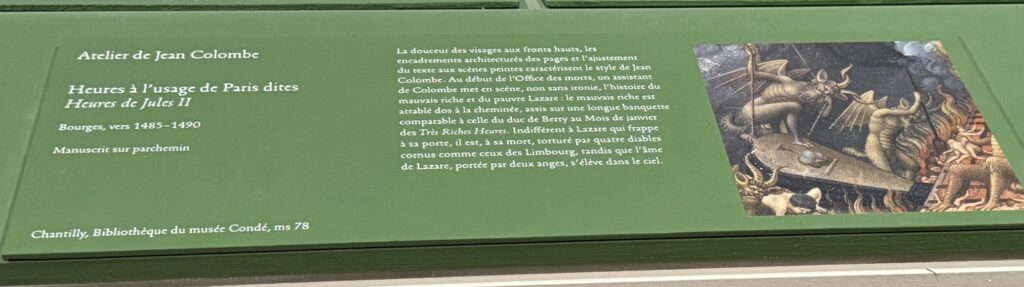 Atelier de Jean Colombe
Heures à l'usage de Paris dites
Heures de Jules II
Bourges, vers 1485-1490
Manuscrit sur parchemin
Chantilly, Bibliothèque du musée Condé, ms 78
La douceur des visages aux fronts hauts, les
encadrements architecturés des pages et l'ajustement
du texte aux scènes peintes caractérisent le style de Jean
Colombe. Au début de l'Office des morts, un assistant
de Colombe met en scène, non sans ironie, l'histoire du
mauvais riche et du pauvre Lazare : le mauvais riche est
attablé dos à la cheminée, assis sur une longue banquette
comparable à celle du duc de Berry au Mois de janvier
des Très Riches Heures. Indifférent à Lazare qui frappe
à sa porte, il est, à sa mort, torturé par quatre diables
cornus comme ceux des Limbourg, tandis que l'âme
de Lazare, portée par deux anges, s'élève dans le ciel.